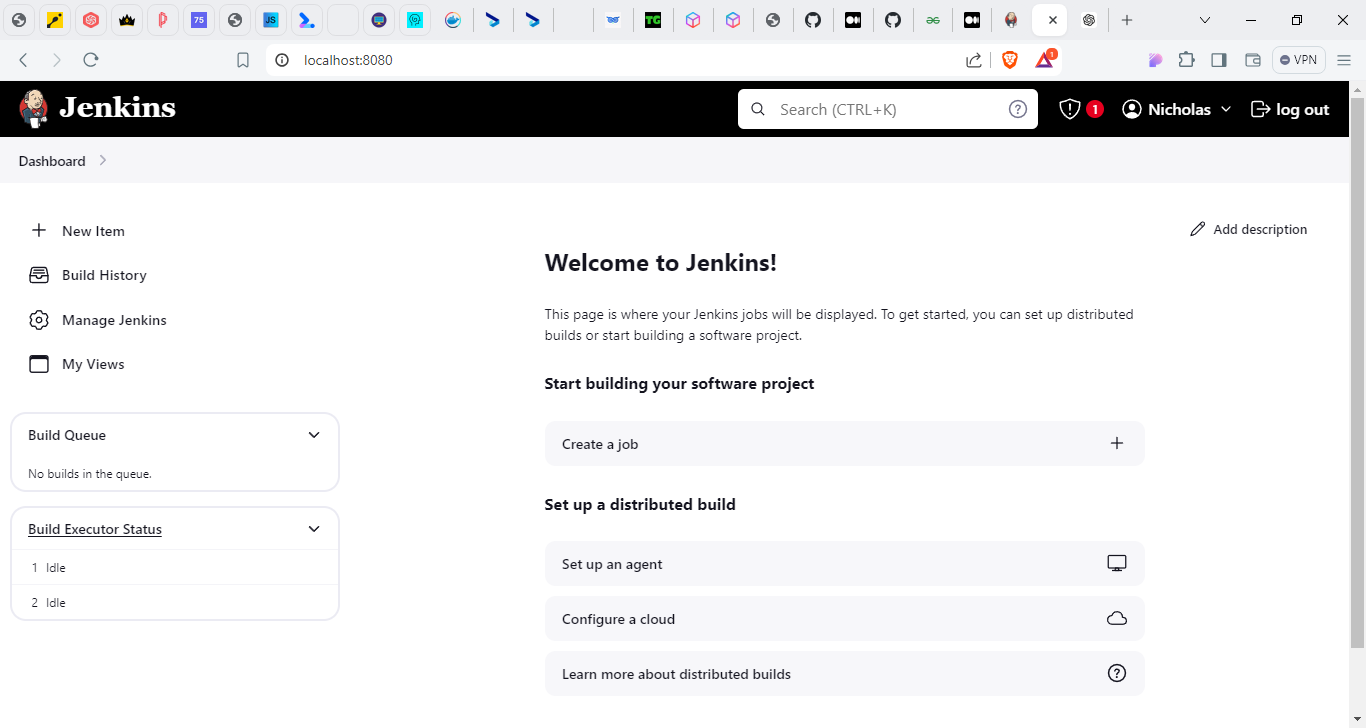 75
JS
TG
localhost:8080
1
VPN
Jenkins
Search (CTRL+K)
1
Nicholas
log out
Dashboard
New Item
Build History
Manage Jenkins
My Views
Build Queue
No builds in the queue.
Build Executor Status
1 Idle
2 Idle
Add description
Welcome to Jenkins!
This page is where your Jenkins jobs will be displayed. To get started, you can set up distributed
builds or start building a software project.
Start building your software project
Create a job
Set up a distributed build
Set up an agent
Configure a cloud
Learn more about distributed builds